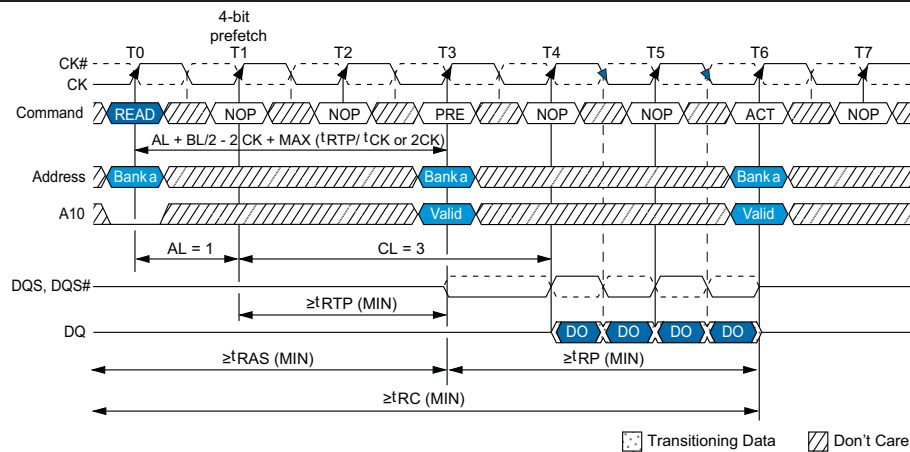 4-bit
prefetch
T0 T1 T2 T3 T4 T5 T6 T7
CK#
CK
Command READ NOP NOP PRE NOP NOP ACT NOP
AL + BL/2 - 2 CK + MAX (tRTP/ tCK or 2CK)
Address Bank a Bank a Bank a
A10 Valid Valid
AL = 1 CL = 3
DQS, DQS#
≥tRTP (MIN)
DQ DO DO DO DO
≥tRAS (MIN) ≥tRP (MIN)
≥tRC (MIN)
Transitioning Data Don't Care